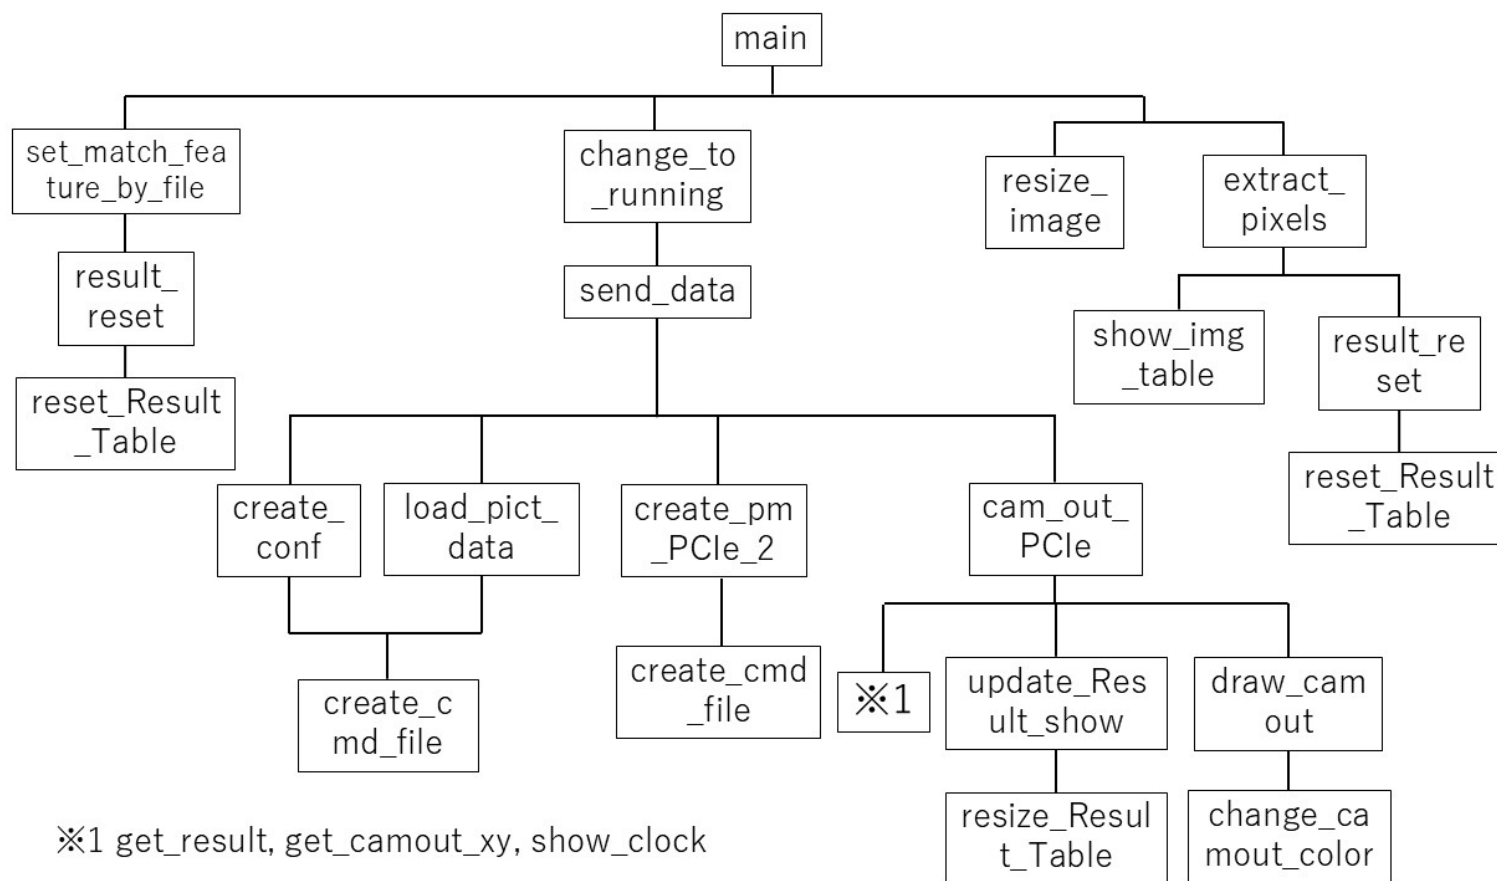 main
set_match_fea
ture_by_file
change_to
_running
resize_
image
extract_
pixels
result_
reset
send_data
show_img
_table
result_re
set
reset_Result
_Table
reset_Result
_Table
create_
conf
load_pict_
data
create_pm
_PCIe_2
cam_out_
PCIe
create_c
md_file
create_cmd
_file
※1
update_Res
ult_show
draw_cam
out
resize_Resul
t_Table
change_ca
mout_color
※1 get_result, get_camout_xy, show_clock